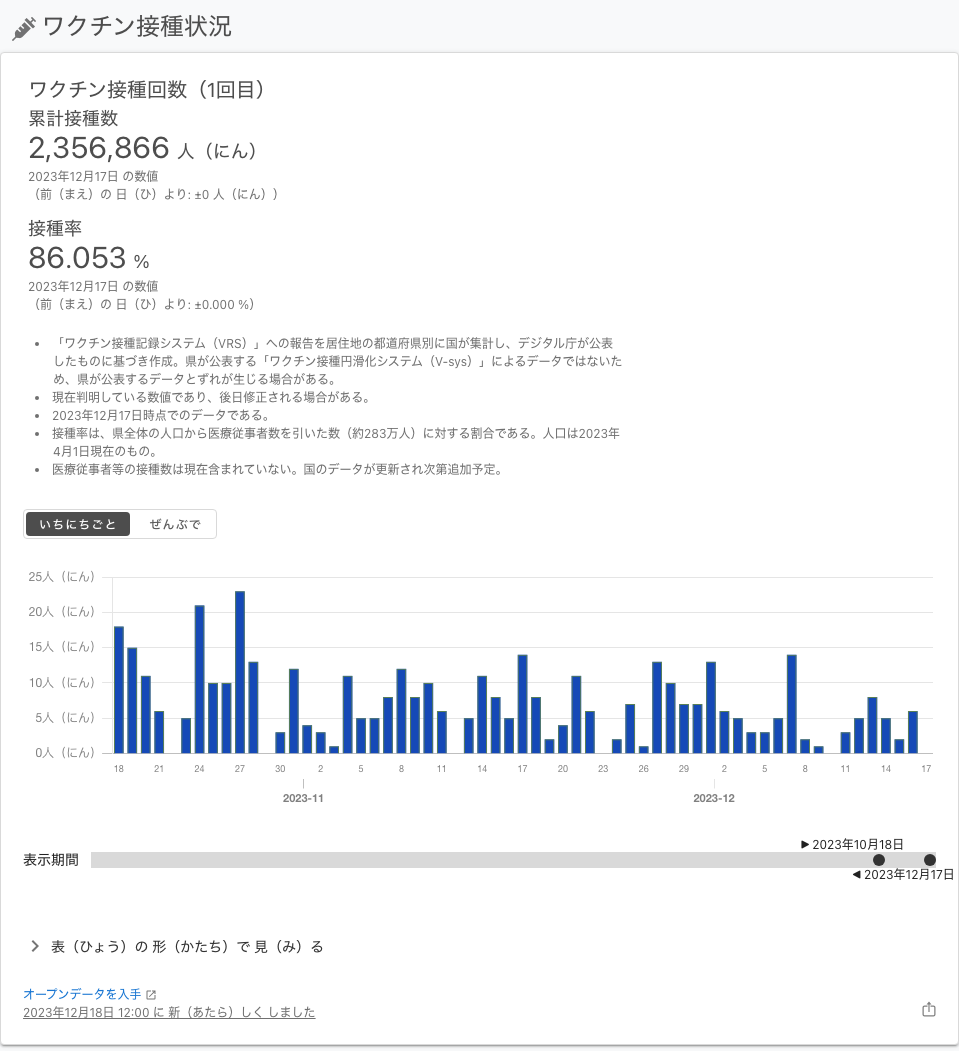 ワクチン接種状況
ワクチン接種回数（1回目）
累計接種数
2,356,866 人（にん）
2023年12月17日 の数値
（前（まえ）の 日（ひ）より: ±0 人（にん））
接種率
86.053 %
2023年12月17日 の数値
（前（まえ）の 日（ひ）より: ±0.000 %）
• 「ワクチン接種記録システム（VRS）」への報告を居住地の都道府県別に国が集計し、デジタル庁が公表
したものに基づき作成。県が公表する「ワクチン接種円滑化システム（V-sys）」によるデータではないた
め、県が公表するデータとずれが生じる場合がある。
• 現在判明している数値であり、後日修正される場合がある。
• 2023年12月17日時点でのデータである。
• 接種率は、県全体の人口から医療従事者数を引いた数（約283万人）に対する割合である。人口は2023年
4月1日現在のもの。
• 医療従事者等の接種数は現在含まれていない。国のデータが更新され次第追加予定。
いちにちごと ぜんぶで
25人（にん）
20人（にん）
15人（にん）
10人（にん）
5人（にん）
0人（にん）
18 21 24 27 30 2 5 8 11 14 17 20 23 26 29 2 5 8 11 14 17
2023-11 2023-12
▶ 2023年10月18日
表示期間
◀ 2023年12月17日
表（ひょう）の 形（かたち）で 見（み）る
オープンデータを入手
2023年12月18日 12:00 に 新（あたら）しく しました